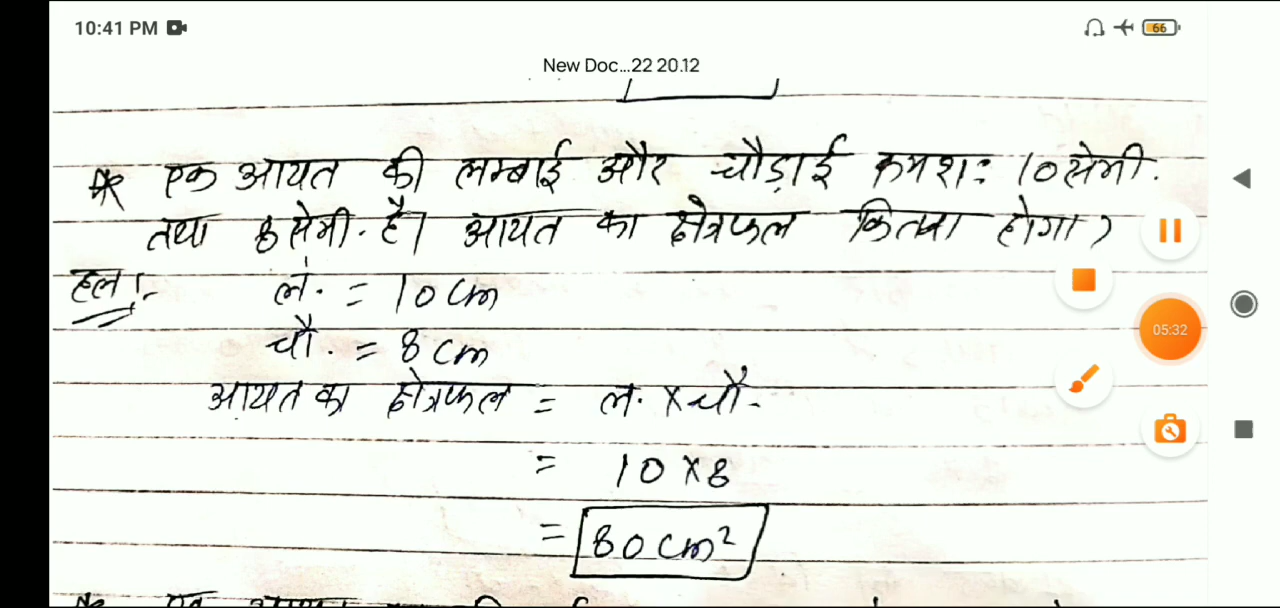 10:41 PM
66
New Doc...22 20.12
* एक आयत की लम्बाई और चौड़ाई क्रमश: 10 सेमी.
तथा 8 सेमी. है। आयत का क्षेत्रफल कितना होगा?
हल:-
ल. = 10 cm
चौ. = 8 cm
05:32
आयत का क्षेत्रफल = ल. × चौ.
= 10 × 8
= 80 cm²